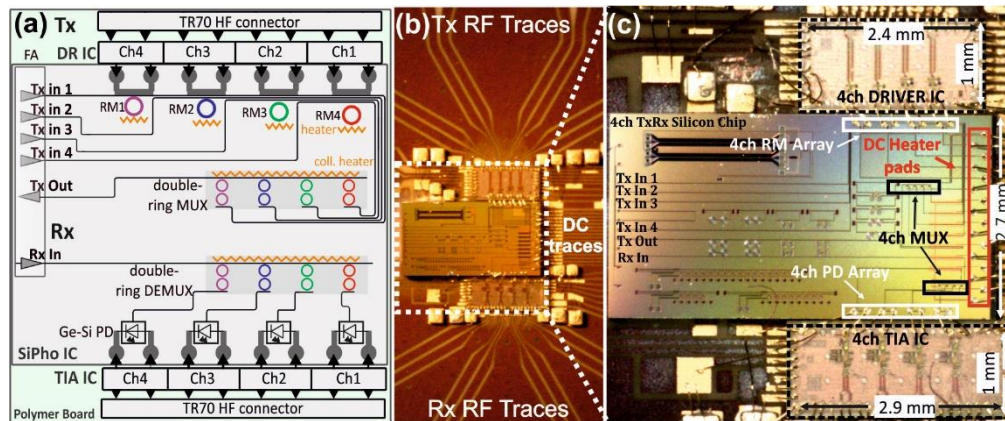 (a)
Tx
TR70 HF connector
DR IC
Ch4
Ch3
Ch2
Ch1
FA
Tx in 1
Tx in 2
Tx in 3
Tx in 4
RM1
RM2
RM3
RM4
heater
coll. heater
Tx Out
double-
ring MUX
Rx
Rx In
double-
ring DEMUX
Ge-Si PD
SiPho IC
TIA IC
Ch4
Ch3
Ch2
Ch1
Polymer Board
TR70 HF connector
(b)
Tx RF Traces
DC
traces
Rx RF Traces
(c)
2.4 mm
1 mm
4ch DRIVER IC
4ch TxRx Silicon Chip
4ch RM Array
DC Heater
pads
Tx In 1
Tx In 2
Tx In 3
Tx In 4
Tx Out
Rx In
4ch MUX
2.7 mm
4ch PD Array
4ch TIA IC
1 mm
2.9 mm